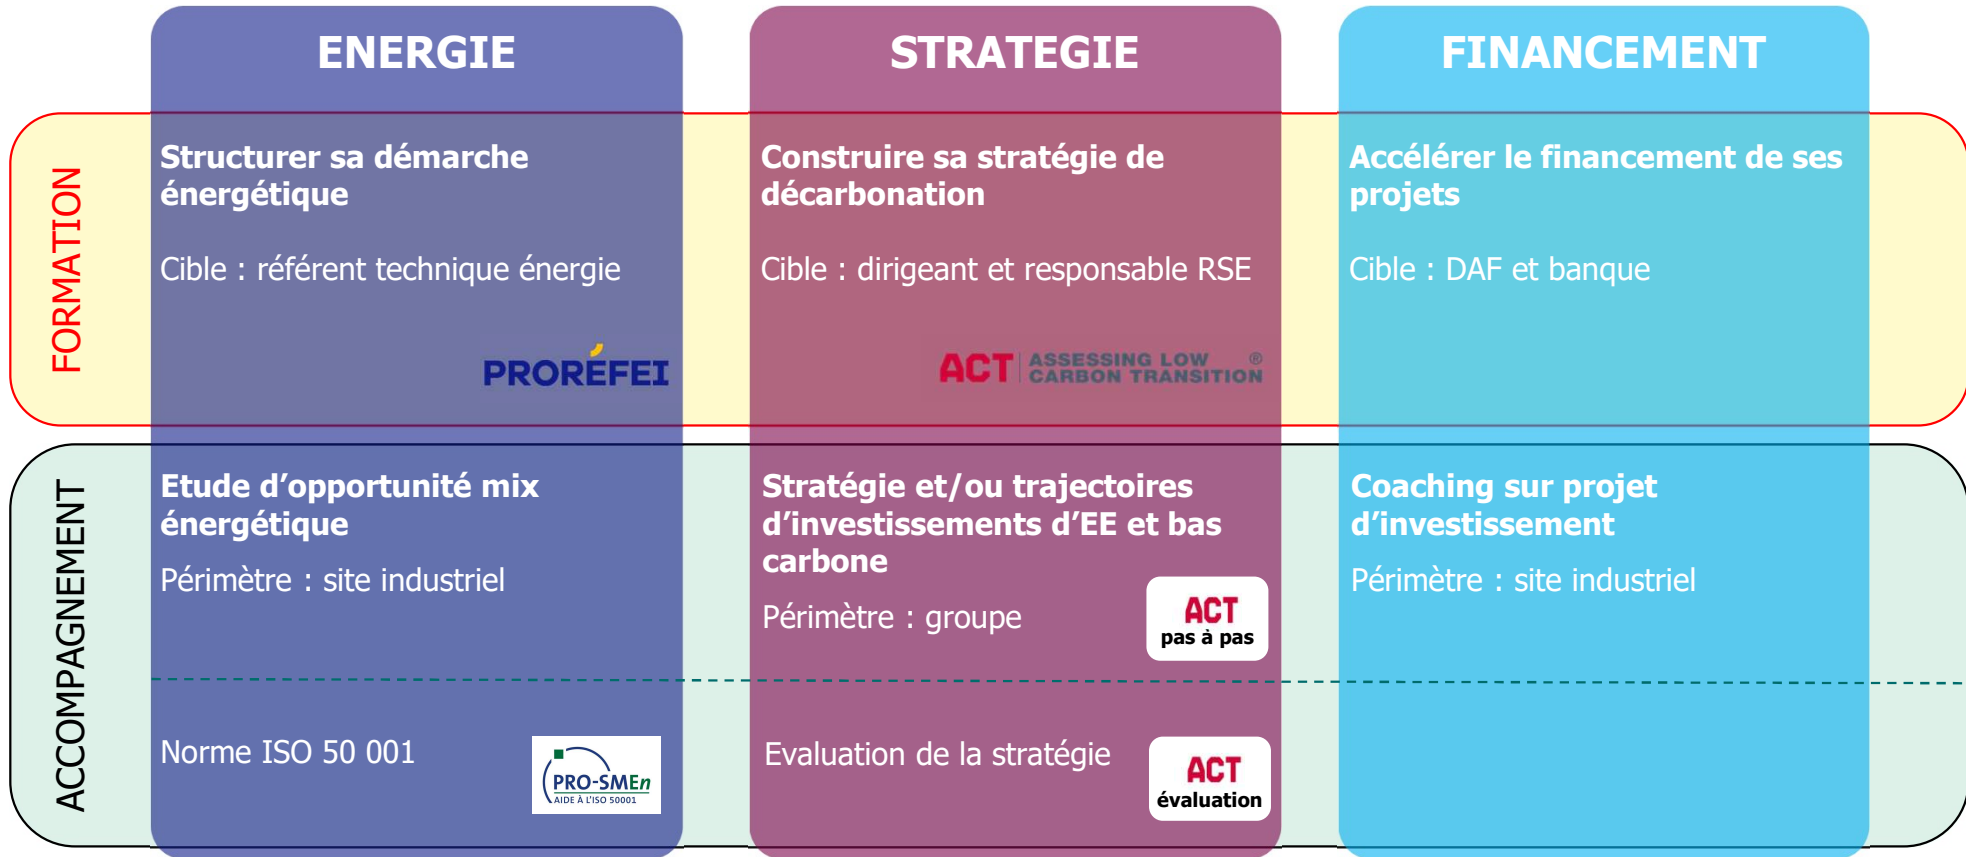 ENERGIE
STRATEGIE
FINANCEMENT
FORMATION
Structurer sa démarche
énergétique
Cible : référent technique énergie
PRORÉFEI
Construire sa stratégie de
décarbonation
Cible : dirigeant et responsable RSE
ACT ASSESSING LOW ®
CARBON TRANSITION
Accélérer le financement de ses
projets
Cible : DAF et banque
ACCOMPAGNEMENT
Etude d’opportunité mix
énergétique
Périmètre : site industriel
Norme ISO 50 001
PRO-SMEn
AIDE À L'ISO 50001
Stratégie et/ou trajectoires
d’investissements d’EE et bas
carbone
Périmètre : groupe
ACT
pas à pas
Evaluation de la stratégie
ACT
évaluation
Coaching sur projet
d’investissement
Périmètre : site industriel